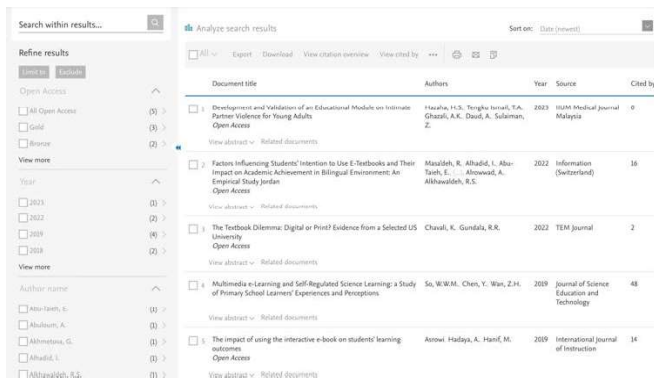 Search within results...
Refine results
Limit to Exclude
Open Access
All Open Access (5)
Gold (3)
Bronze (2)
View more
Year
2023 (1)
2022 (2)
2019 (4)
2018 (2)
View more
Author name
Abu-Taieh, E. (1)
Abuhium, A. (1)
Akhmetova, G. (1)
Alhadid, I. (1)
Alkhawaldeh, R.S. (1)
Analyze search results
Sort on: Date (newest)
All Export Download View citation overview View cited by ...
Document title Authors Year Source Cited by
1 Development and Validation of an Educational Module on Intimate Hazaha, H.S. Tengku Ismail, T.A. 2023 IIUM Medical Journal 0
Partner Violence for Young Adults Ghazali, A.K. Daud, A. Sulaiman, Malaysia
Open Access Z.
View abstract Related documents
2 Factors Influencing Students' Intention to Use E-Textbooks and Their Masa'deh, R. Alhadid, I. Abu- 2022 Information 16
Impact on Academic Achievement in Bilingual Environment: An Taieh, E. Alrowwad, A. (Switzerland)
Empirical Study Jordan Alkhawaldeh, R.S.
Open Access
View abstract Related documents
3 The Textbook Dilemma: Digital or Print? Evidence from a Selected US Chavali, K. Gundala, R.R. 2022 TEM Journal 2
University
Open Access
View abstract Related documents
4 Multimedia e-Learning and Self-Regulated Science Learning: a Study So, W.W.M. Chen, Y. Wan, Z.H. 2019 Journal of Science 48
of Primary School Learners' Experiences and Perceptions Education and
Technology
View abstract Related documents
5 The impact of using the interactive e-book on students' learning Asrowi Hadaya, A. Hanif, M. 2019 International Journal 14
outcomes of Instruction
Open Access
View abstract Related documents